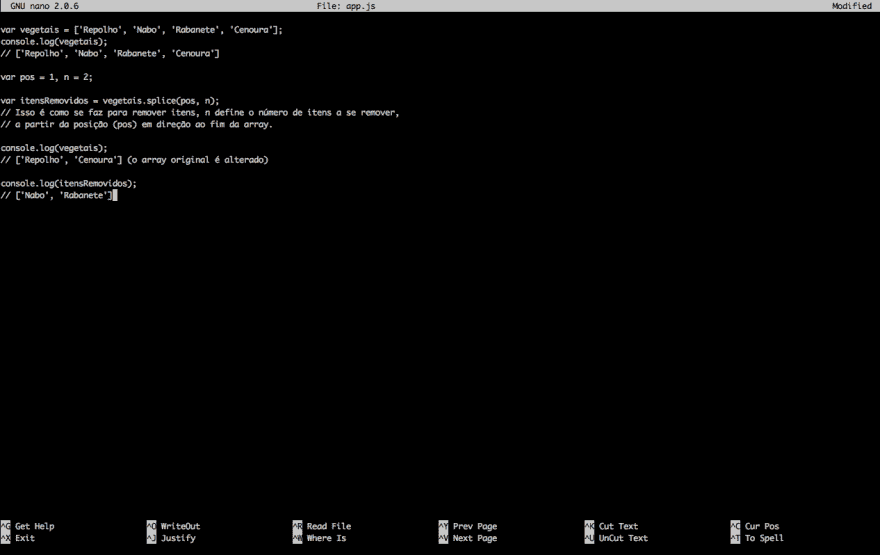 GNU nano 2.0.6 File: app.js Modified
var vegetais = ['Repolho', 'Nabo', 'Rabanete', 'Cenoura'];
console.log(vegetais);
// ['Repolho', 'Nabo', 'Rabanete', 'Cenoura']
var pos = 1, n = 2;
var itensRemovidos = vegetais.splice(pos, n);
// Isso é como se faz para remover itens, n define o número de itens a se remover,
// a partir da posição (pos) em direção ao fim da array.
console.log(vegetais);
// ['Repolho', 'Cenoura'] (o array original é alterado)
console.log(itensRemovidos);
// ['Nabo', 'Rabanete']
^G Get Help ^O WriteOut ^R Read File ^Y Prev Page ^K Cut Text ^C Cur Pos
^X Exit ^J Justify ^W Where Is ^V Next Page ^U UnCut Text ^T To Spell